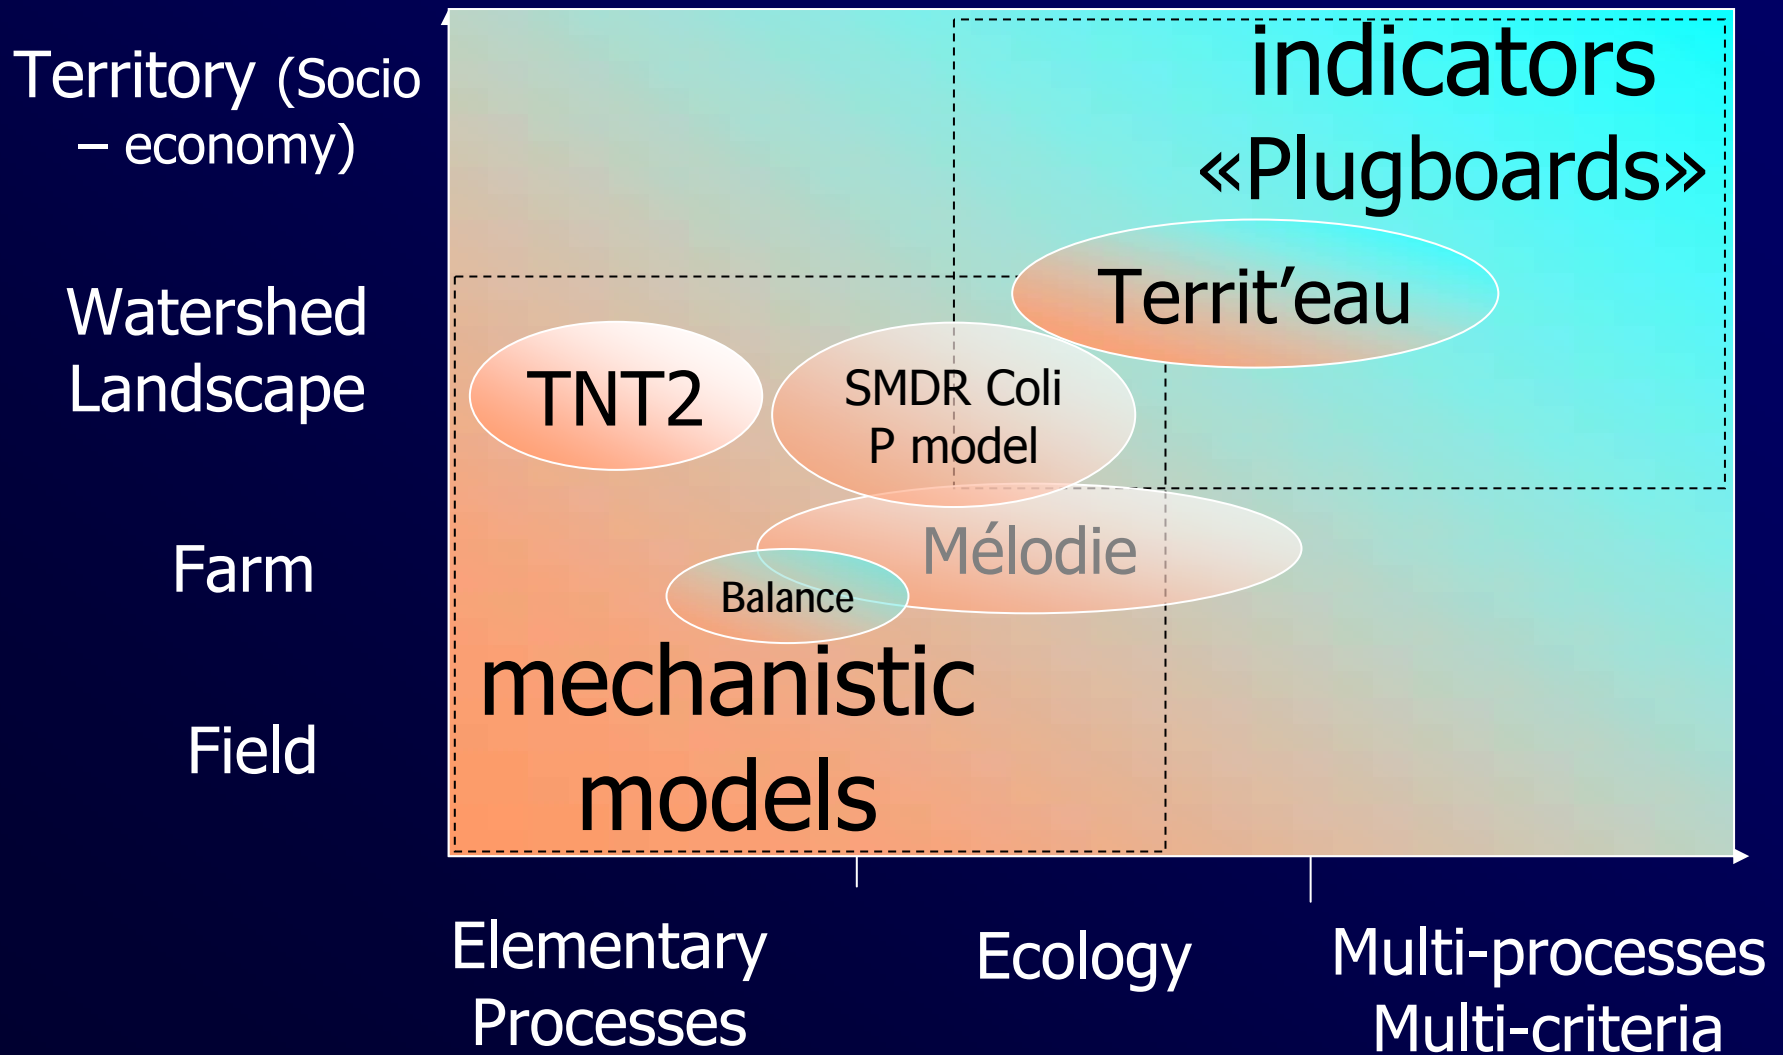 Territory (Socio
– economy)
indicators
«Plugboards»
Watershed
Landscape
Territ’eau
TNT2
SMDR Coli
P model
Farm
Mélodie
Balance
mechanistic
models
Field
Elementary
Processes
Ecology
Multi-processes
Multi-criteria